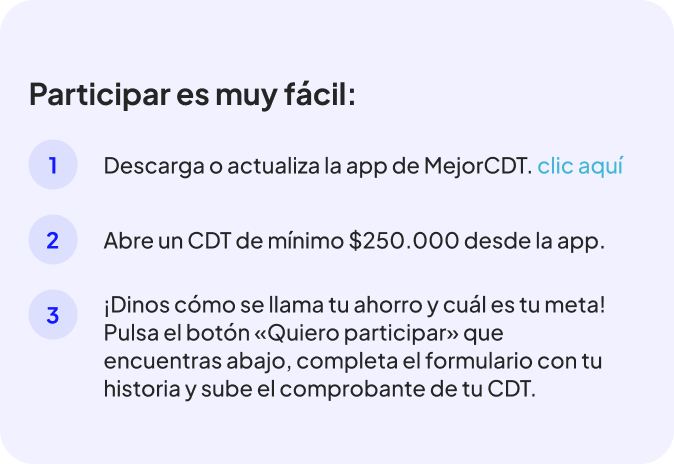 Participar es muy fácil:
1
Descarga o actualiza la app de MejorCDT. clic aquí
2
Abre un CDT de mínimo $250.000 desde la app.
3
¡Dinos cómo se llama tu ahorro y cuál es tu meta!
Pulsa el botón «Quiero participar» que
encuentras abajo, completa el formulario con tu
historia y sube el comprobante de tu CDT.